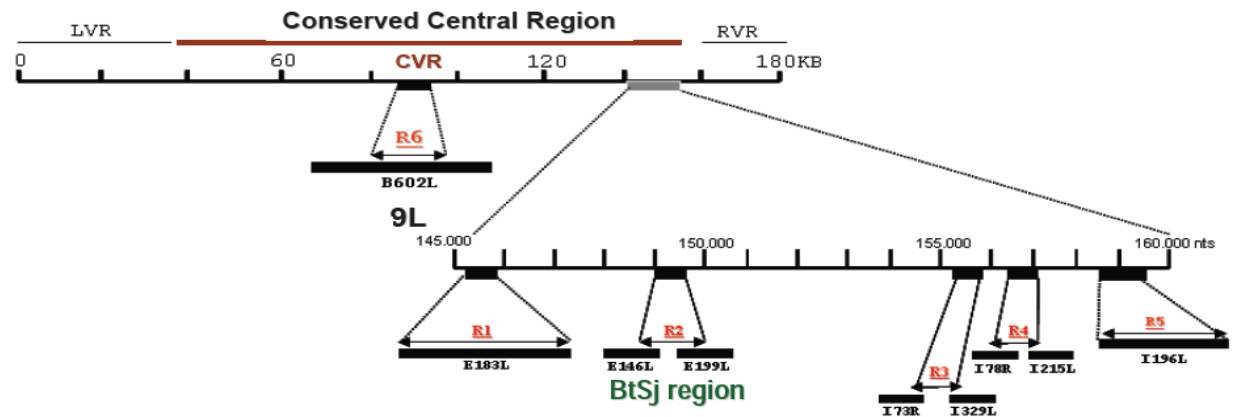 Conserved Central Region
LVR RVR
0 60 CVR 120 180KB
R6
B602L
9L
145.000 150,000 155,000 160.000 nts
R1 R2 R4 R5
E183L E146L E199L I78R I215L I196L
BtSj region R3
I73R I329L